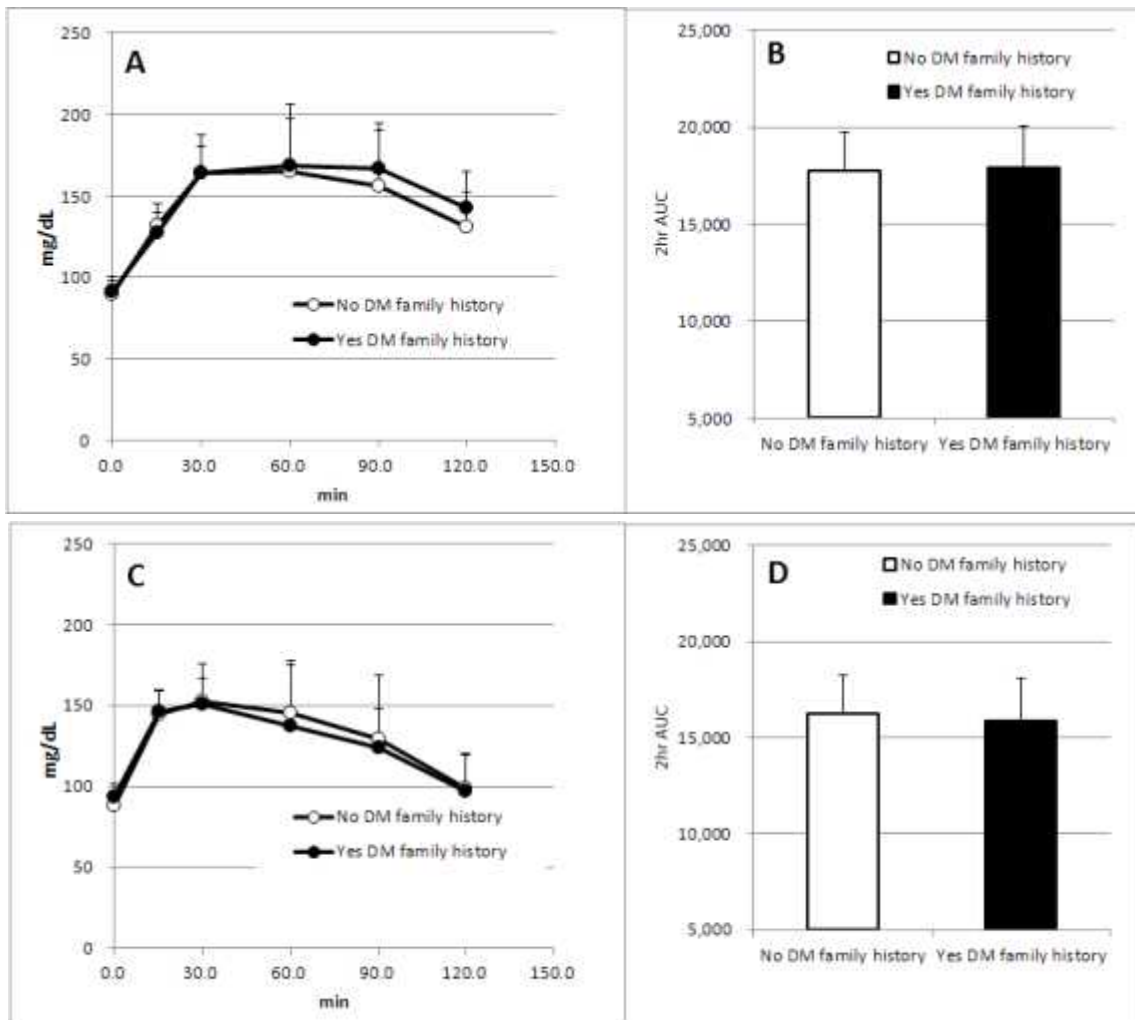 A
250
200
150
100
50
0
mg/dL
No DM family history
Yes DM family history
0.0 30.0 60.0 90.0 120.0 150.0
min
B
25,000
20,000
15,000
10,000
5,000
2hr AUC
No DM family history
Yes DM family history
No DM family history Yes DM family history
C
250
200
150
100
50
0
mg/dL
No DM family history
Yes DM family history
0.0 30.0 60.0 90.0 120.0 150.0
min
D
25,000
20,000
15,000
10,000
5,000
2hr AUC
No DM family history
Yes DM family history
No DM family history Yes DM family history